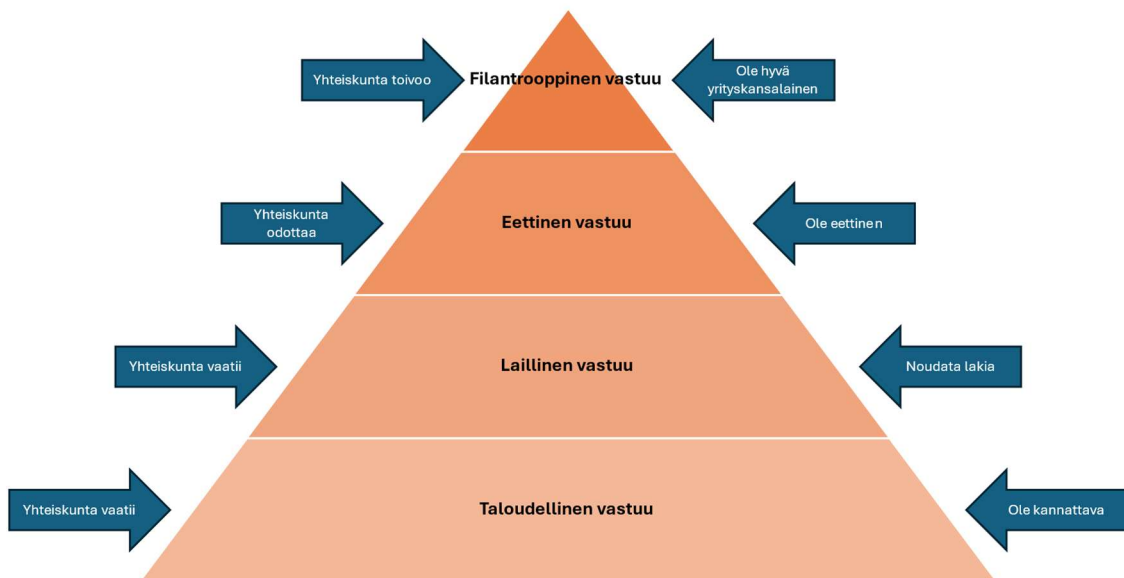 Yhteiskunta toivoo
Filantrooppinen vastuu
Ole hyvä
yrityskansalainen
Yhteiskunta
odottaa
Eettinen vastuu
Ole eettinen
Yhteiskunta vaatii
Laillinen vastuu
Noudata lakia
Yhteiskunta vaatii
Taloudellinen vastuu
Ole kannattava